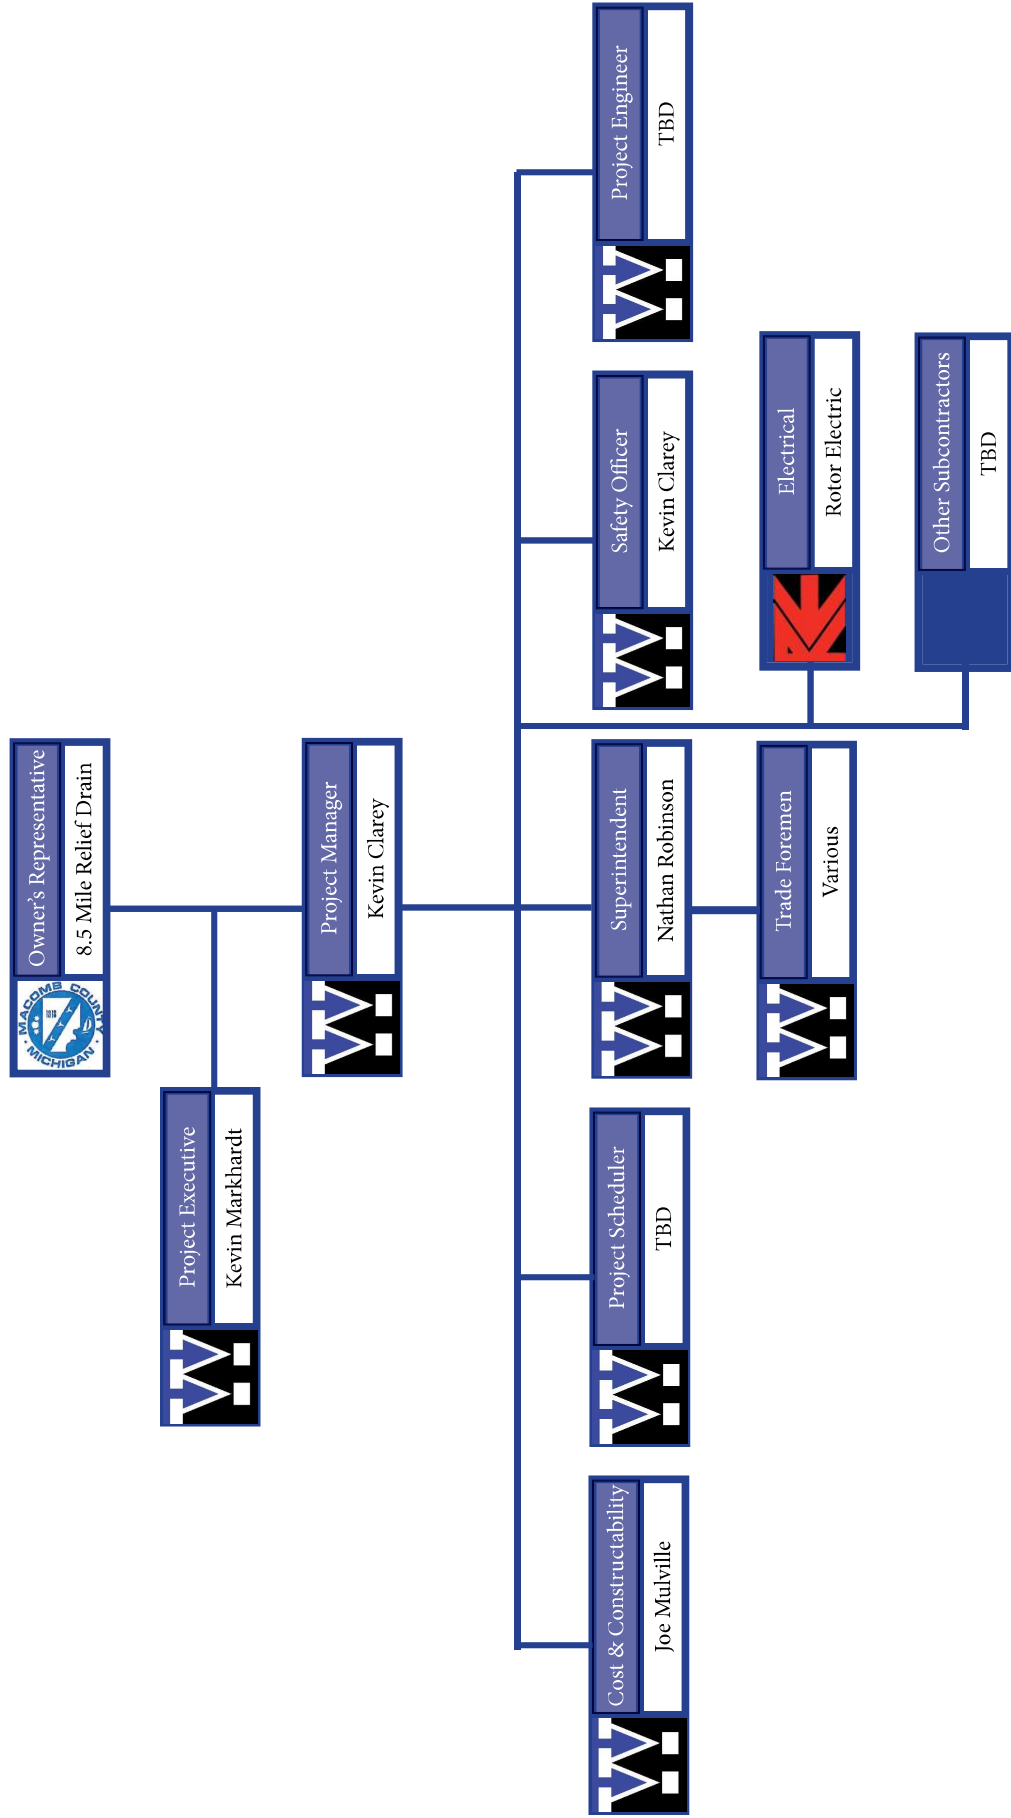 Owner's Representative
8.5 Mile Relief Drain
MACOMB COUNTY
MICHIGAN
1818
Project Executive
Kevin Markhardt
Project Manager
Kevin Clarey
Cost & Constructability
Joe Mulville
Project Scheduler
TBD
Superintendent
Nathan Robinson
Safety Officer
Kevin Clarey
Project Engineer
TBD
Trade Foremen
Various
Electrical
Rotor Electric
Other Subcontractors
TBD